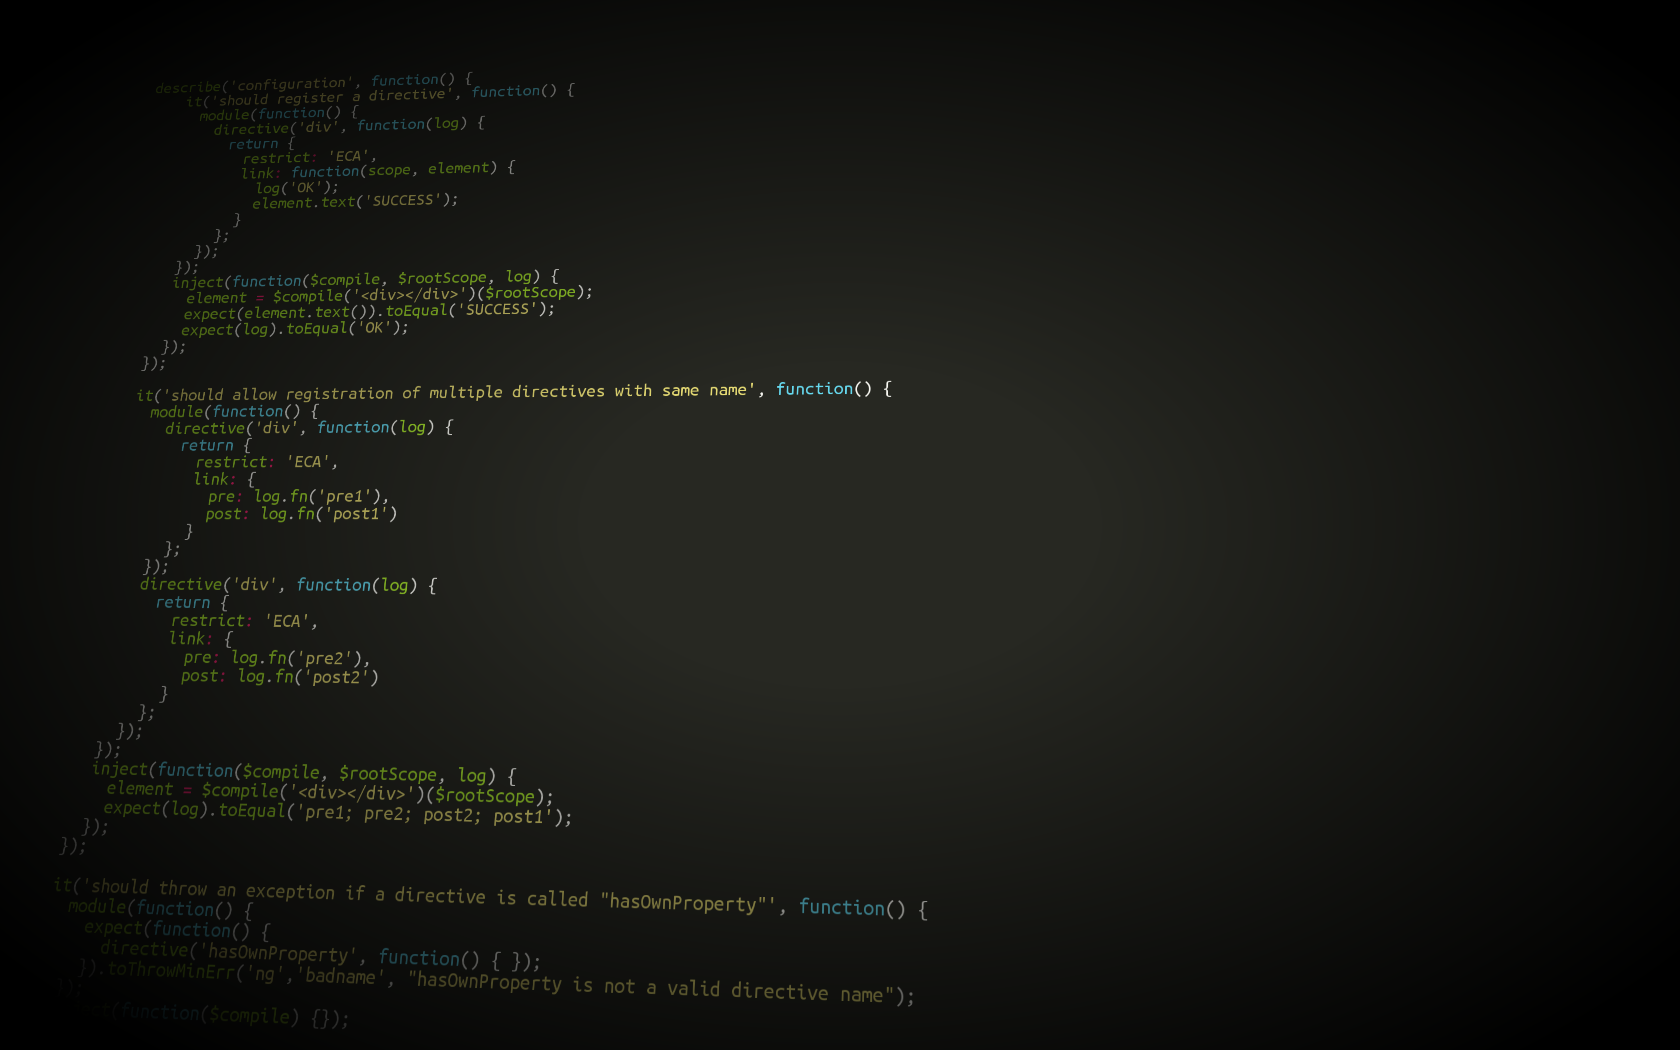 describe('configuration', function() {
it('should register a directive', function() {
module(function() {
directive('div', function(log) {
return {
restrict: 'ECA',
link: function(scope, element) {
log('OK');
element.text('SUCCESS');
}
};
});
});
inject(function($compile, $rootScope, log) {
element = $compile('<div></div>')($rootScope);
expect(element.text()).toEqual('SUCCESS');
expect(log).toEqual('OK');
});
});
it('should allow registration of multiple directives with same name', function() {
module(function() {
directive('div', function(log) {
return {
restrict: 'ECA',
link: {
pre: log.fn('pre1'),
post: log.fn('post1')
}
};
});
directive('div', function(log) {
return {
restrict: 'ECA',
link: {
pre: log.fn('pre2'),
post: log.fn('post2')
}
};
});
});
inject(function($compile, $rootScope, log) {
element = $compile('<div></div>')($rootScope);
expect(log).toEqual('pre1; pre2; post2; post1');
});
});
it('should throw an exception if a directive is called "hasOwnProperty"', function() {
module(function() {
expect(function() {
directive('hasOwnProperty', function() { });
}).toThrowMinErr('ng','badname', "hasOwnProperty is not a valid directive name");
});
(function($compile) {});